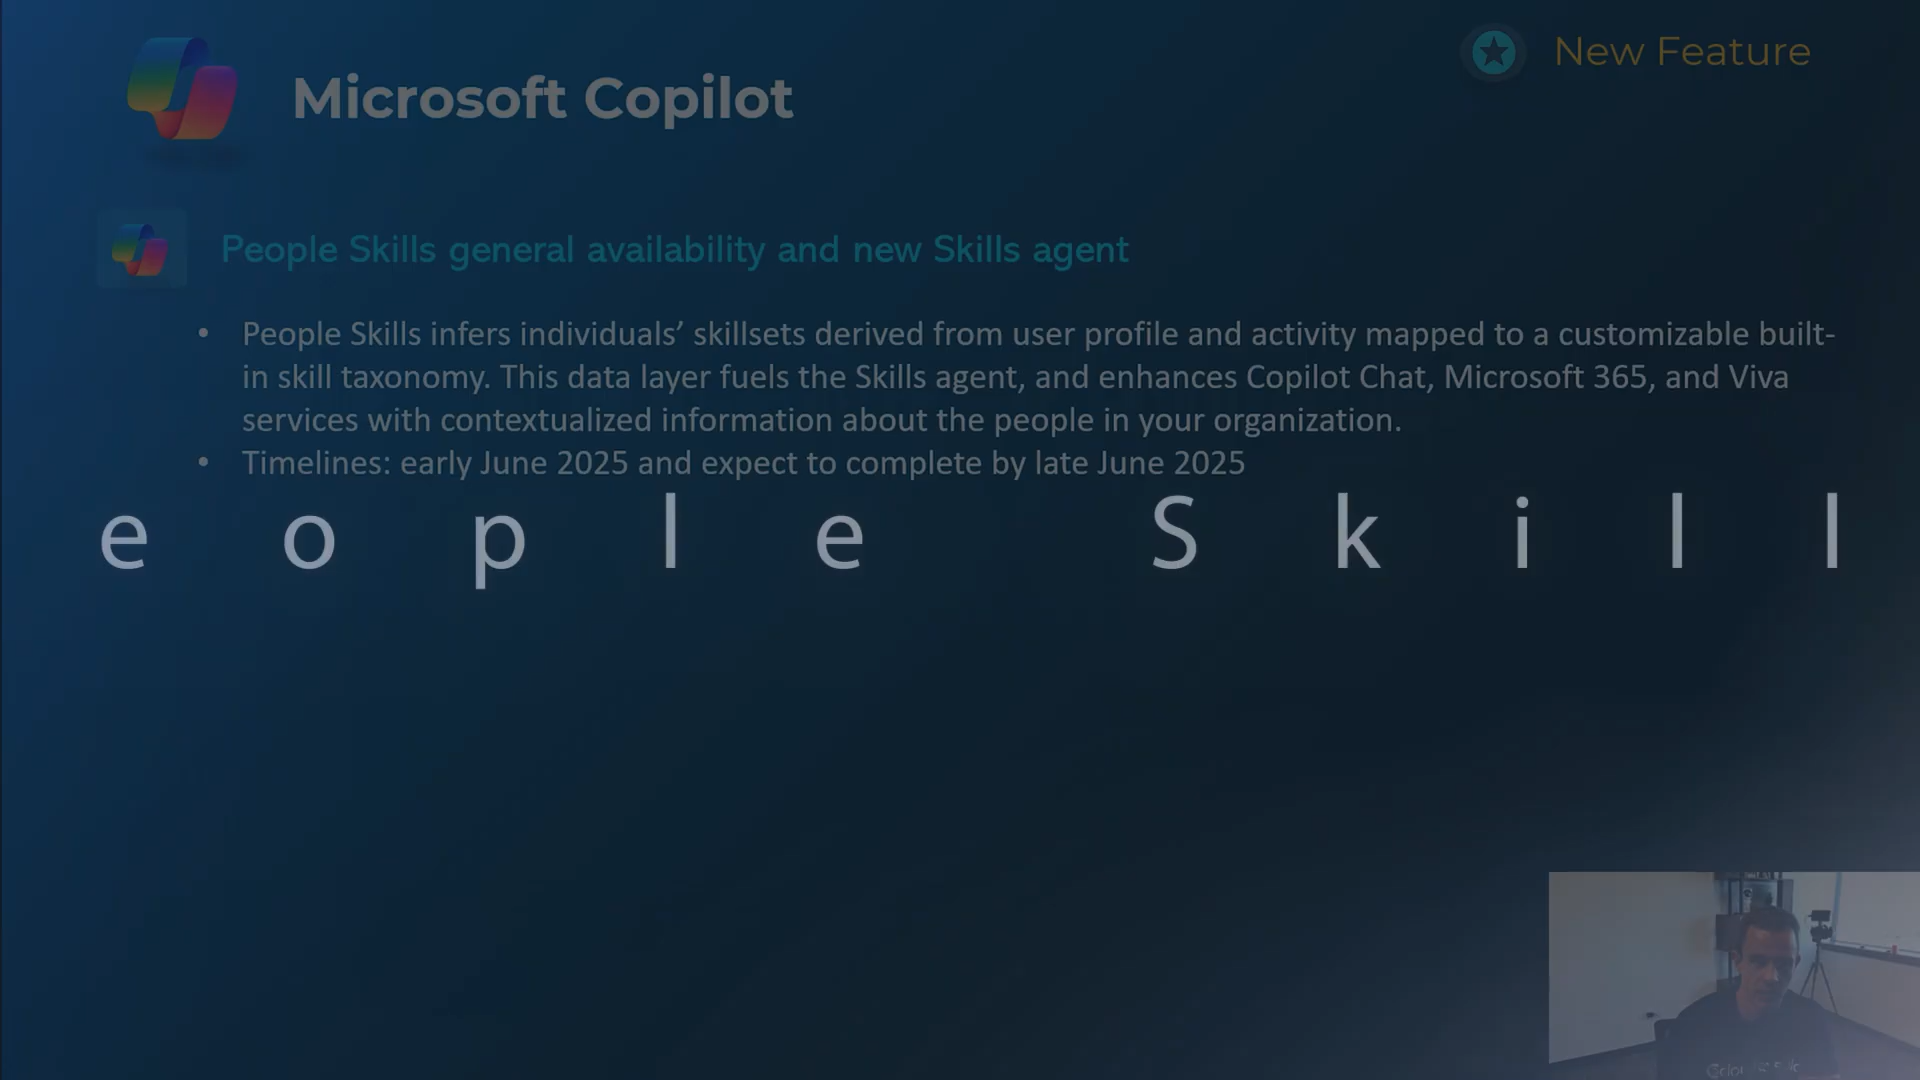 New Feature
Microsoft Copilot
People Skills general availability and new Skills agent
• People Skills infers individuals’ skillsets derived from user profile and activity mapped to a customizable built-
in skill taxonomy. This data layer fuels the Skills agent, and enhances Copilot Chat, Microsoft 365, and Viva
services with contextualized information about the people in your organization.
• Timelines: early June 2025 and expect to complete by late June 2025
e o p l e S k i l l